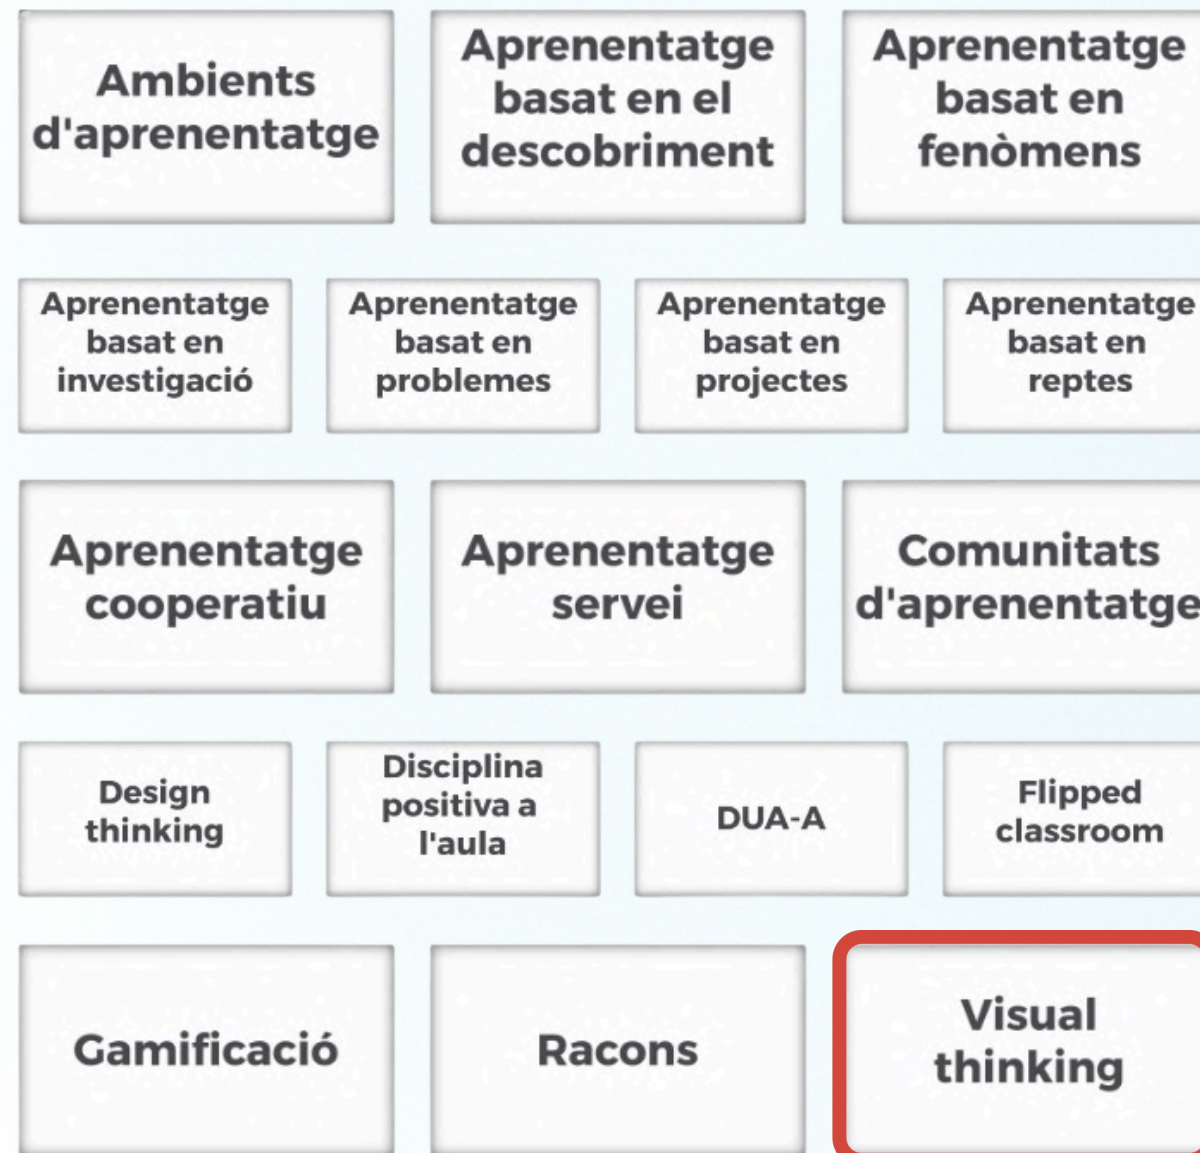 Ambients
d'aprenentatge
Aprenentatge
basat en el
descobriment
Aprenentatge
basat en
fenòmens
Aprenentatge
basat en
investigació
Aprenentatge
basat en
problemes
Aprenentatge
basat en
projectes
Aprenentatge
basat en
reptes
Aprenentatge
cooperatiu
Aprenentatge
servei
Comunitats
d'aprenentatge
Design
thinking
Disciplina
positiva a
l'aula
DUA-A
Flipped
classroom
Gamificació
Racons
Visual
thinking